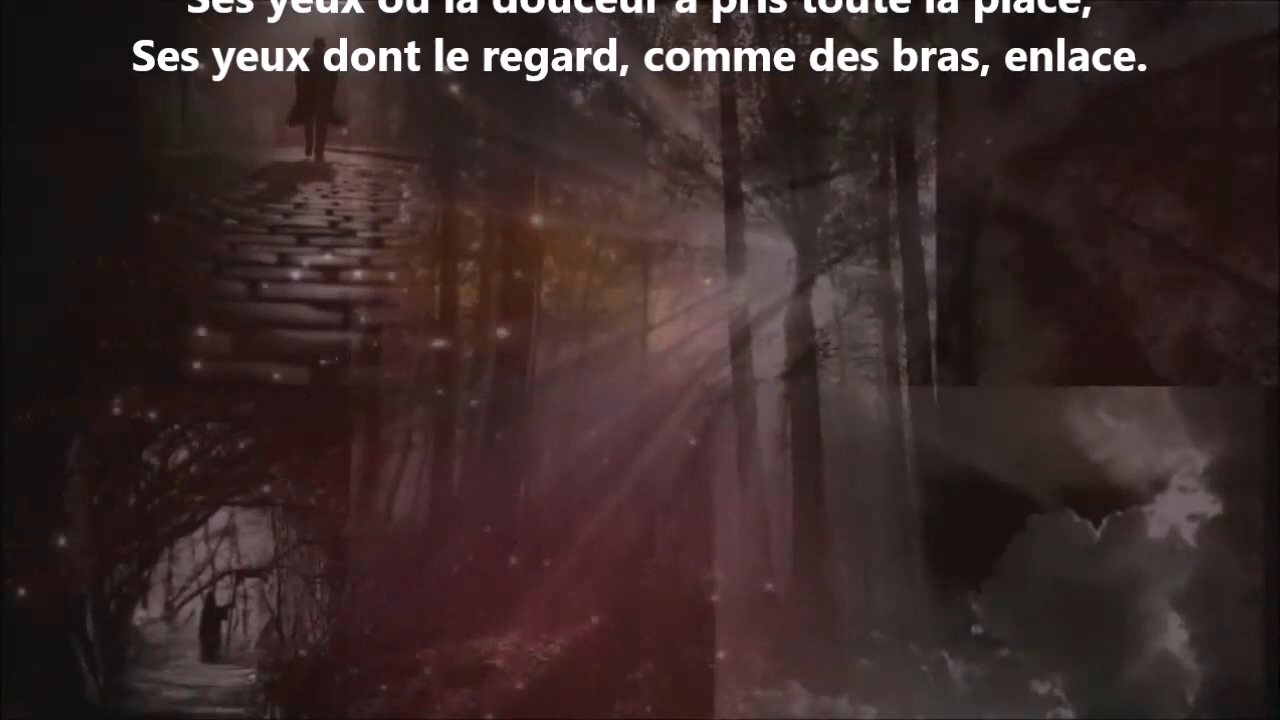 Ses yeux où la douceur a pris toute la place,
Ses yeux dont le regard, comme des bras, enlace.